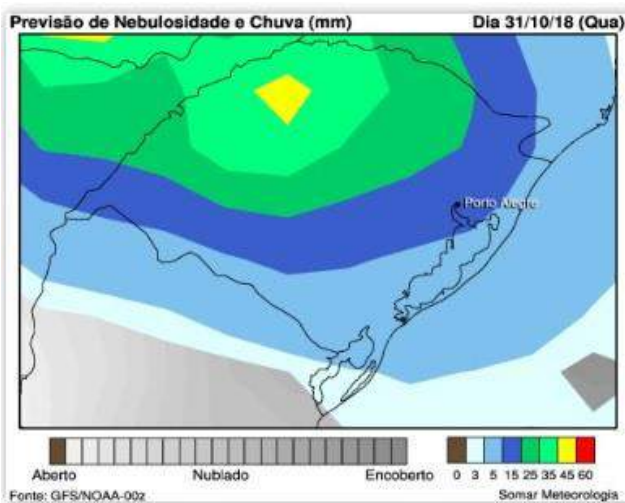 Previsão de Nebulosidade e Chuva (mm) Dia 31/10/18 (Qua)
Porto Alegre
Aberto Nublado Encoberto 0 3 5 15 25 35 45 60
Fonte: GFS/NOAA-00z Somar Meteorologia